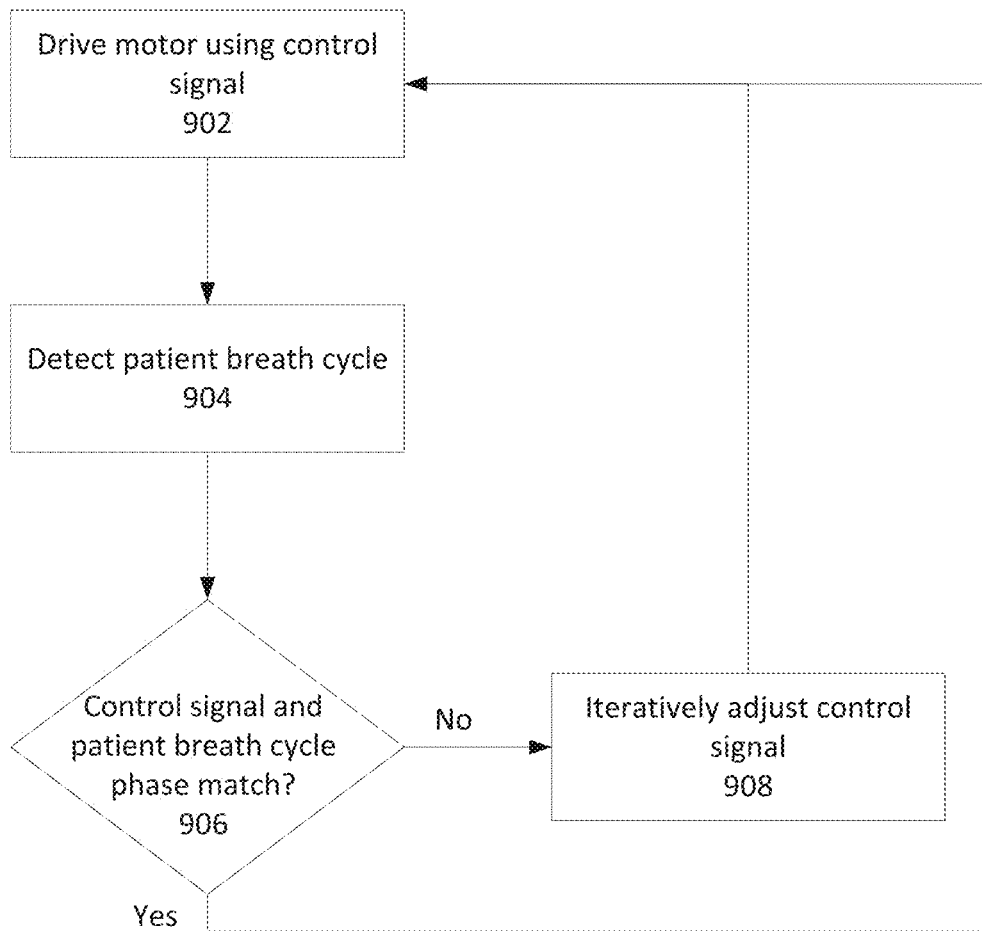 Drive motor using control
signal
902
Detect patient breath cycle
904
Control signal and
patient breath cycle
phase match?
906
No
Iteratively adjust control
signal
908
Yes